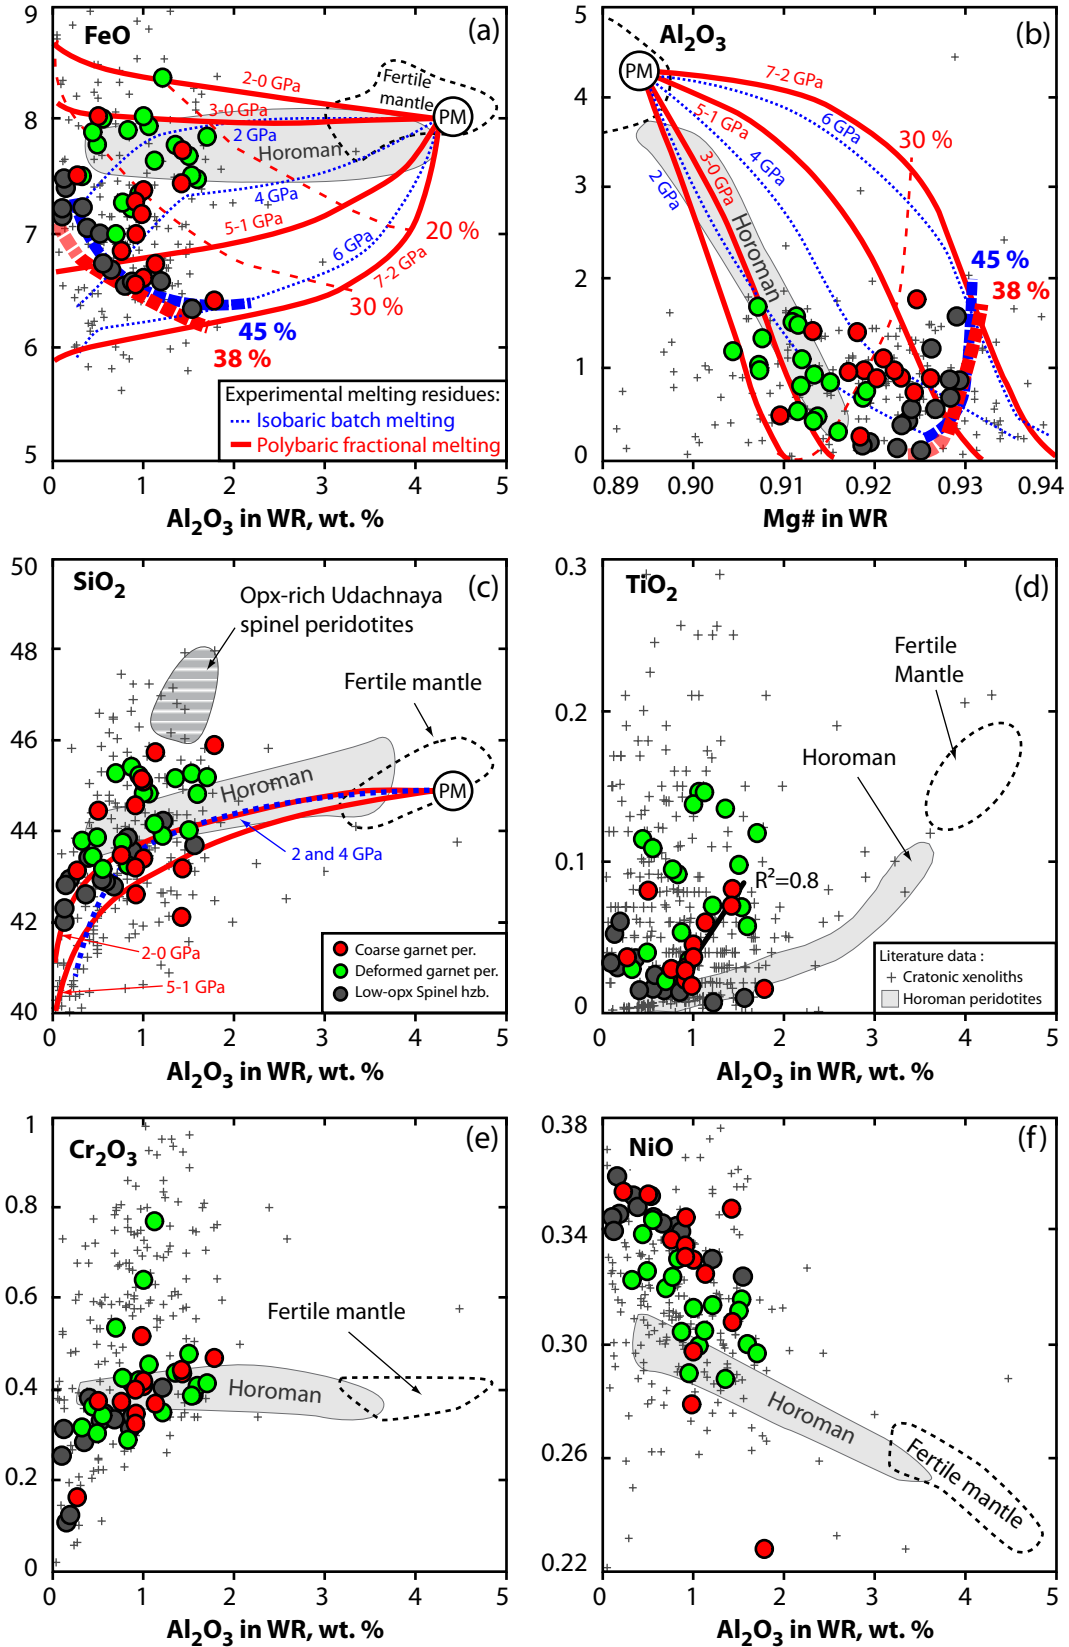 (a)
FeO
9
8
7
6
5
2-0 GPa
3-0 GPa
2 GPa
Horoman
4 GPa
5-1 GPa
6 GPa
7-2 GPa
Fertile
mantle
PM
20 %
30 %
45 %
38 %
Experimental melting residues:
Isobaric batch melting
Polybaric fractional melting
0 1 2 3 4 5
Al2O3 in WR, wt. %
(b)
Al2O3
5
4
3
2
1
0
PM
7-2 GPa
6 GPa
5-1 GPa
4 GPa
3-0 GPa
2 GPa
Horoman
30 %
45 %
38 %
0.89 0.90 0.91 0.92 0.93 0.94
Mg# in WR
(c)
SiO2
50
48
46
44
42
40
Opx-rich Udachnaya
spinel peridotites
Fertile mantle
Horoman
PM
2 and 4 GPa
2-0 GPa
5-1 GPa
Coarse garnet per.
Deformed garnet per.
Low-opx Spinel hzb.
0 1 2 3 4 5
Al2O3 in WR, wt. %
(d)
TiO2
0.3
0.2
0.1
0
Fertile
Mantle
Horoman
R²=0.8
Literature data :
Cratonic xenoliths
Horoman peridotites
0 1 2 3 4 5
Al2O3 in WR, wt. %
(e)
Cr2O3
1
0.8
0.6
0.4
0.2
0
Fertile mantle
Horoman
0 1 2 3 4 5
Al2O3 in WR, wt. %
(f)
NiO
0.38
0.34
0.30
0.26
0.22
Horoman
Fertile mantle
0 1 2 3 4 5
Al2O3 in WR, wt. %